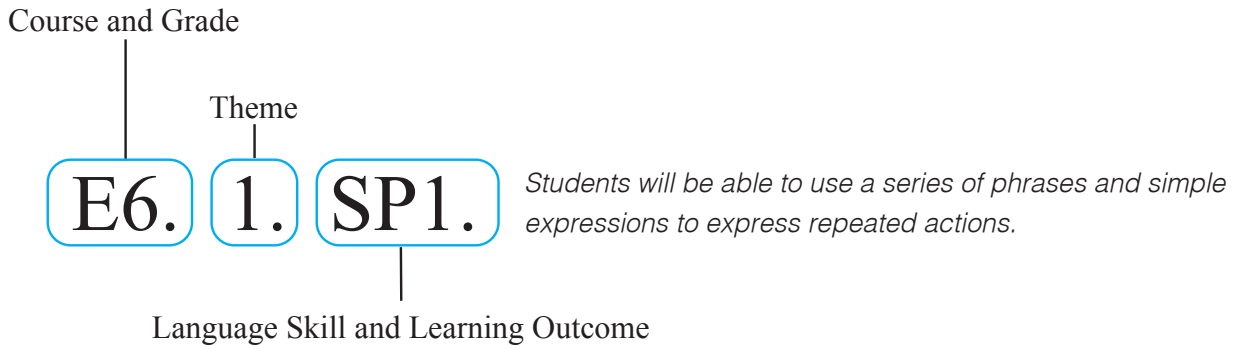 Course and Grade
Theme
E6. 1. SP1.
Students will be able to use a series of phrases and simple
expressions to express repeated actions.
Language Skill and Learning Outcome